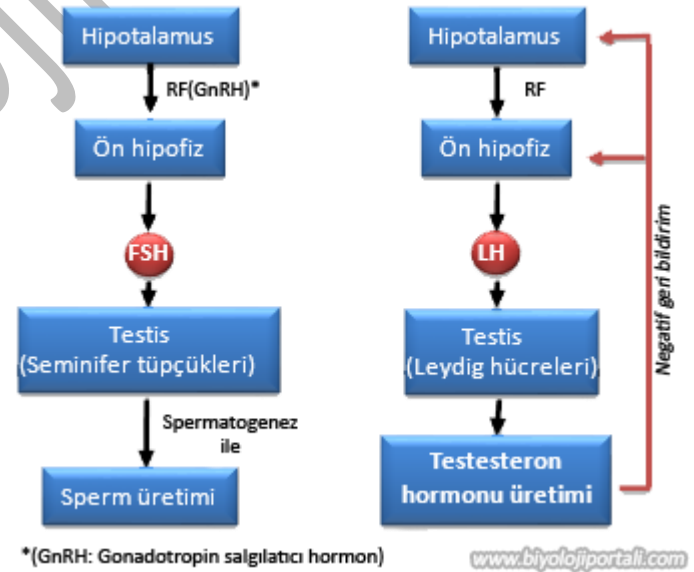 Hipotalamus
RF(GnRH)*
Ön hipofiz
FSH
Testis
(Seminifer tüpçükleri)
Spermatogenez
ile
Sperm üretimi
Hipotalamus
RF
Ön hipofiz
LH
Testis
(Leydig hücreleri)
Testesteron
hormonu üretimi
Negatif geri bildirim
*(GnRH: Gonadotropin salgılatıcı hormon)
www.biyolojiportali.com